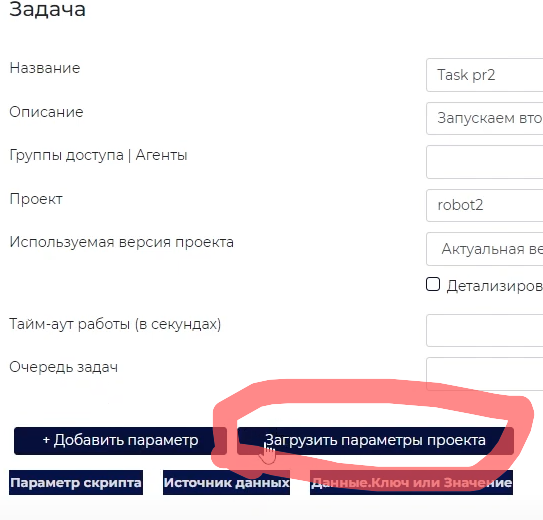 Задача
Название
Task pr2
Описание
Запускаем вто
Группы доступа | Агенты
Проект
robot2
Используемая версия проекта
Актуальная ве
Детализиров
Тайм-аут работы (в секундах)
Очередь задач
+ Добавить параметр Загрузить параметры проекта
Параметр скрипта Источник данных Данные.Ключ или Значение